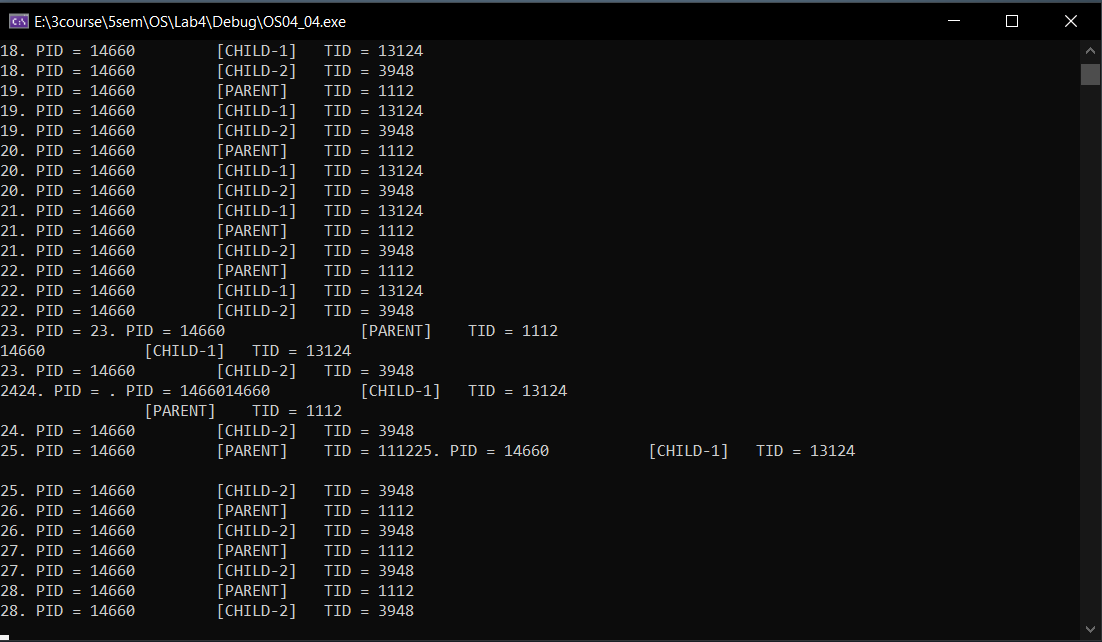 E:\3course\5sem\OS\Lab4\Debug\OS04_04.exe
18. PID = 14660         [CHILD-1]   TID = 13124
18. PID = 14660         [CHILD-2]   TID = 3948
19. PID = 14660         [PARENT]    TID = 1112
19. PID = 14660         [CHILD-1]   TID = 13124
19. PID = 14660         [CHILD-2]   TID = 3948
20. PID = 14660         [PARENT]    TID = 1112
20. PID = 14660         [CHILD-1]   TID = 13124
20. PID = 14660         [CHILD-2]   TID = 3948
21. PID = 14660         [CHILD-1]   TID = 13124
21. PID = 14660         [PARENT]    TID = 1112
21. PID = 14660         [CHILD-2]   TID = 3948
22. PID = 14660         [PARENT]    TID = 1112
22. PID = 14660         [CHILD-1]   TID = 13124
22. PID = 14660         [CHILD-2]   TID = 3948
23. PID = 23. PID = 14660               [PARENT]    TID = 1112
14660           [CHILD-1]   TID = 13124
23. PID = 14660         [CHILD-2]   TID = 3948
2424. PID = . PID = 1466014660          [CHILD-1]   TID = 13124
                [PARENT]    TID = 1112
24. PID = 14660         [CHILD-2]   TID = 3948
25. PID = 14660         [PARENT]    TID = 111225. PID = 14660           [CHILD-1]   TID = 13124
25. PID = 14660         [CHILD-2]   TID = 3948
26. PID = 14660         [PARENT]    TID = 1112
26. PID = 14660         [CHILD-2]   TID = 3948
27. PID = 14660         [PARENT]    TID = 1112
27. PID = 14660         [CHILD-2]   TID = 3948
28. PID = 14660         [PARENT]    TID = 1112
28. PID = 14660         [CHILD-2]   TID = 3948